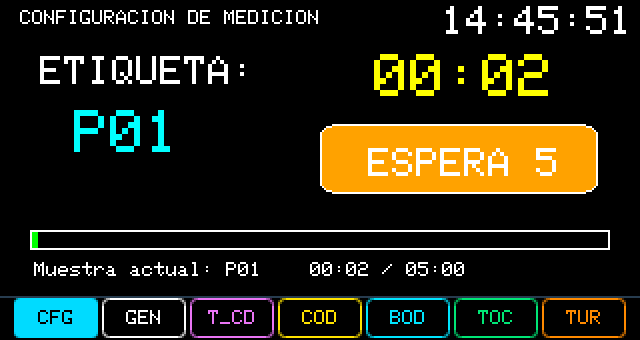 CONFIGURACION DE MEDICION 14:45:51
ETIQUETA: 00:02
P01
ESPERA 5
Muestra actual: P01 00:02 / 05:00
CFG GEN T_CD COD BOD TOC TUR